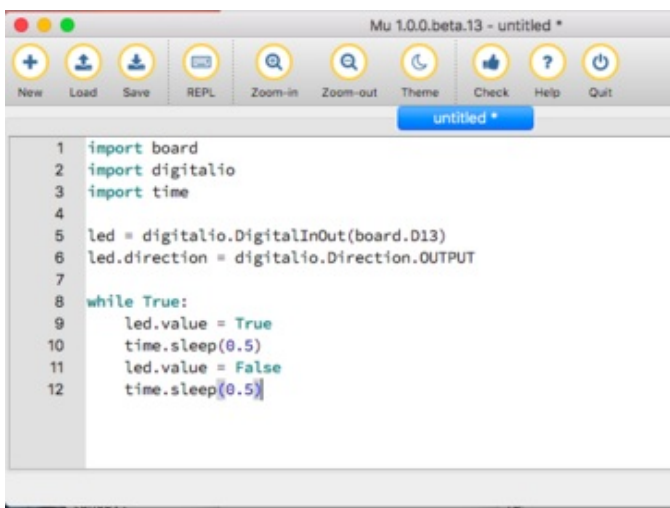 Mu 1.0.0.beta.13 - untitled *
New Load Save REPL Zoom-in Zoom-out Theme Check Help Quit
untitled *
1 import board
2 import digitalio
3 import time
4
5 led = digitalio.DigitalInOut(board.D13)
6 led.direction = digitalio.Direction.OUTPUT
7
8 while True:
9     led.value = True
10     time.sleep(0.5)
11     led.value = False
12     time.sleep(0.5)